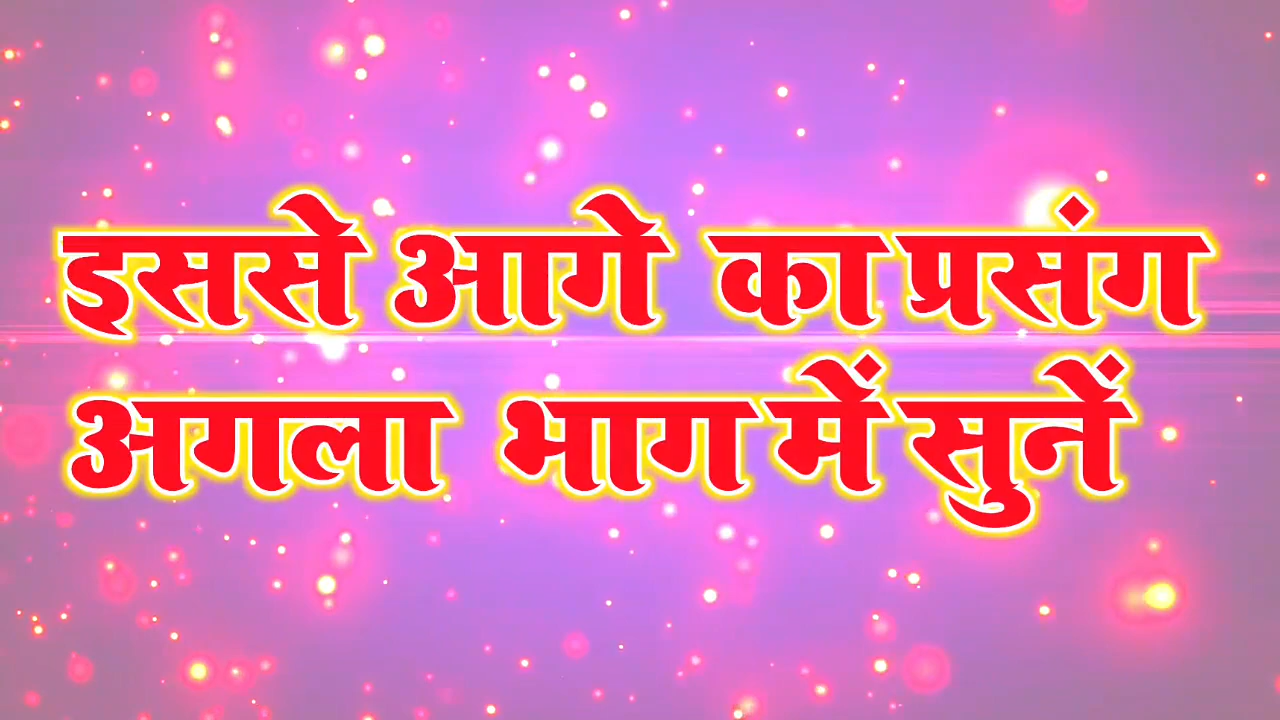 इससे आगे का प्रसंग
अगला भाग में सुनें